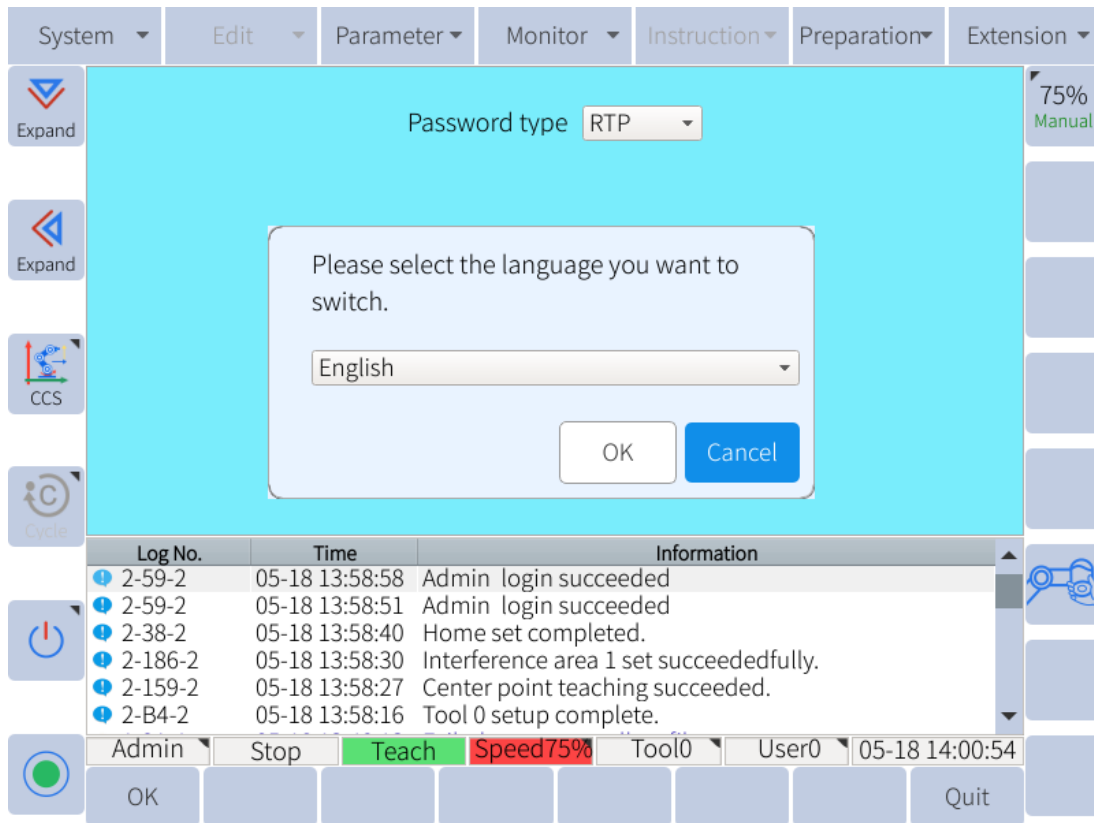 System Edit Parameter Monitor Instruction Preparation Extension
Expand
75%
Manual
Password type RTP
Expand
Please select the language you want to
switch.
English
CCS
OK Cancel
Cycle
Log No. Time Information
2-59-2 05-18 13:58:58 Admin login succeeded
2-59-2 05-18 13:58:51 Admin login succeeded
2-38-2 05-18 13:58:40 Home set completed.
2-186-2 05-18 13:58:30 Interference area 1 set succeededfully.
2-159-2 05-18 13:58:27 Center point teaching succeeded.
2-B4-2 05-18 13:58:16 Tool 0 setup complete.
Admin Stop Teach Speed75% Tool0 User0 05-18 14:00:54
OK Quit